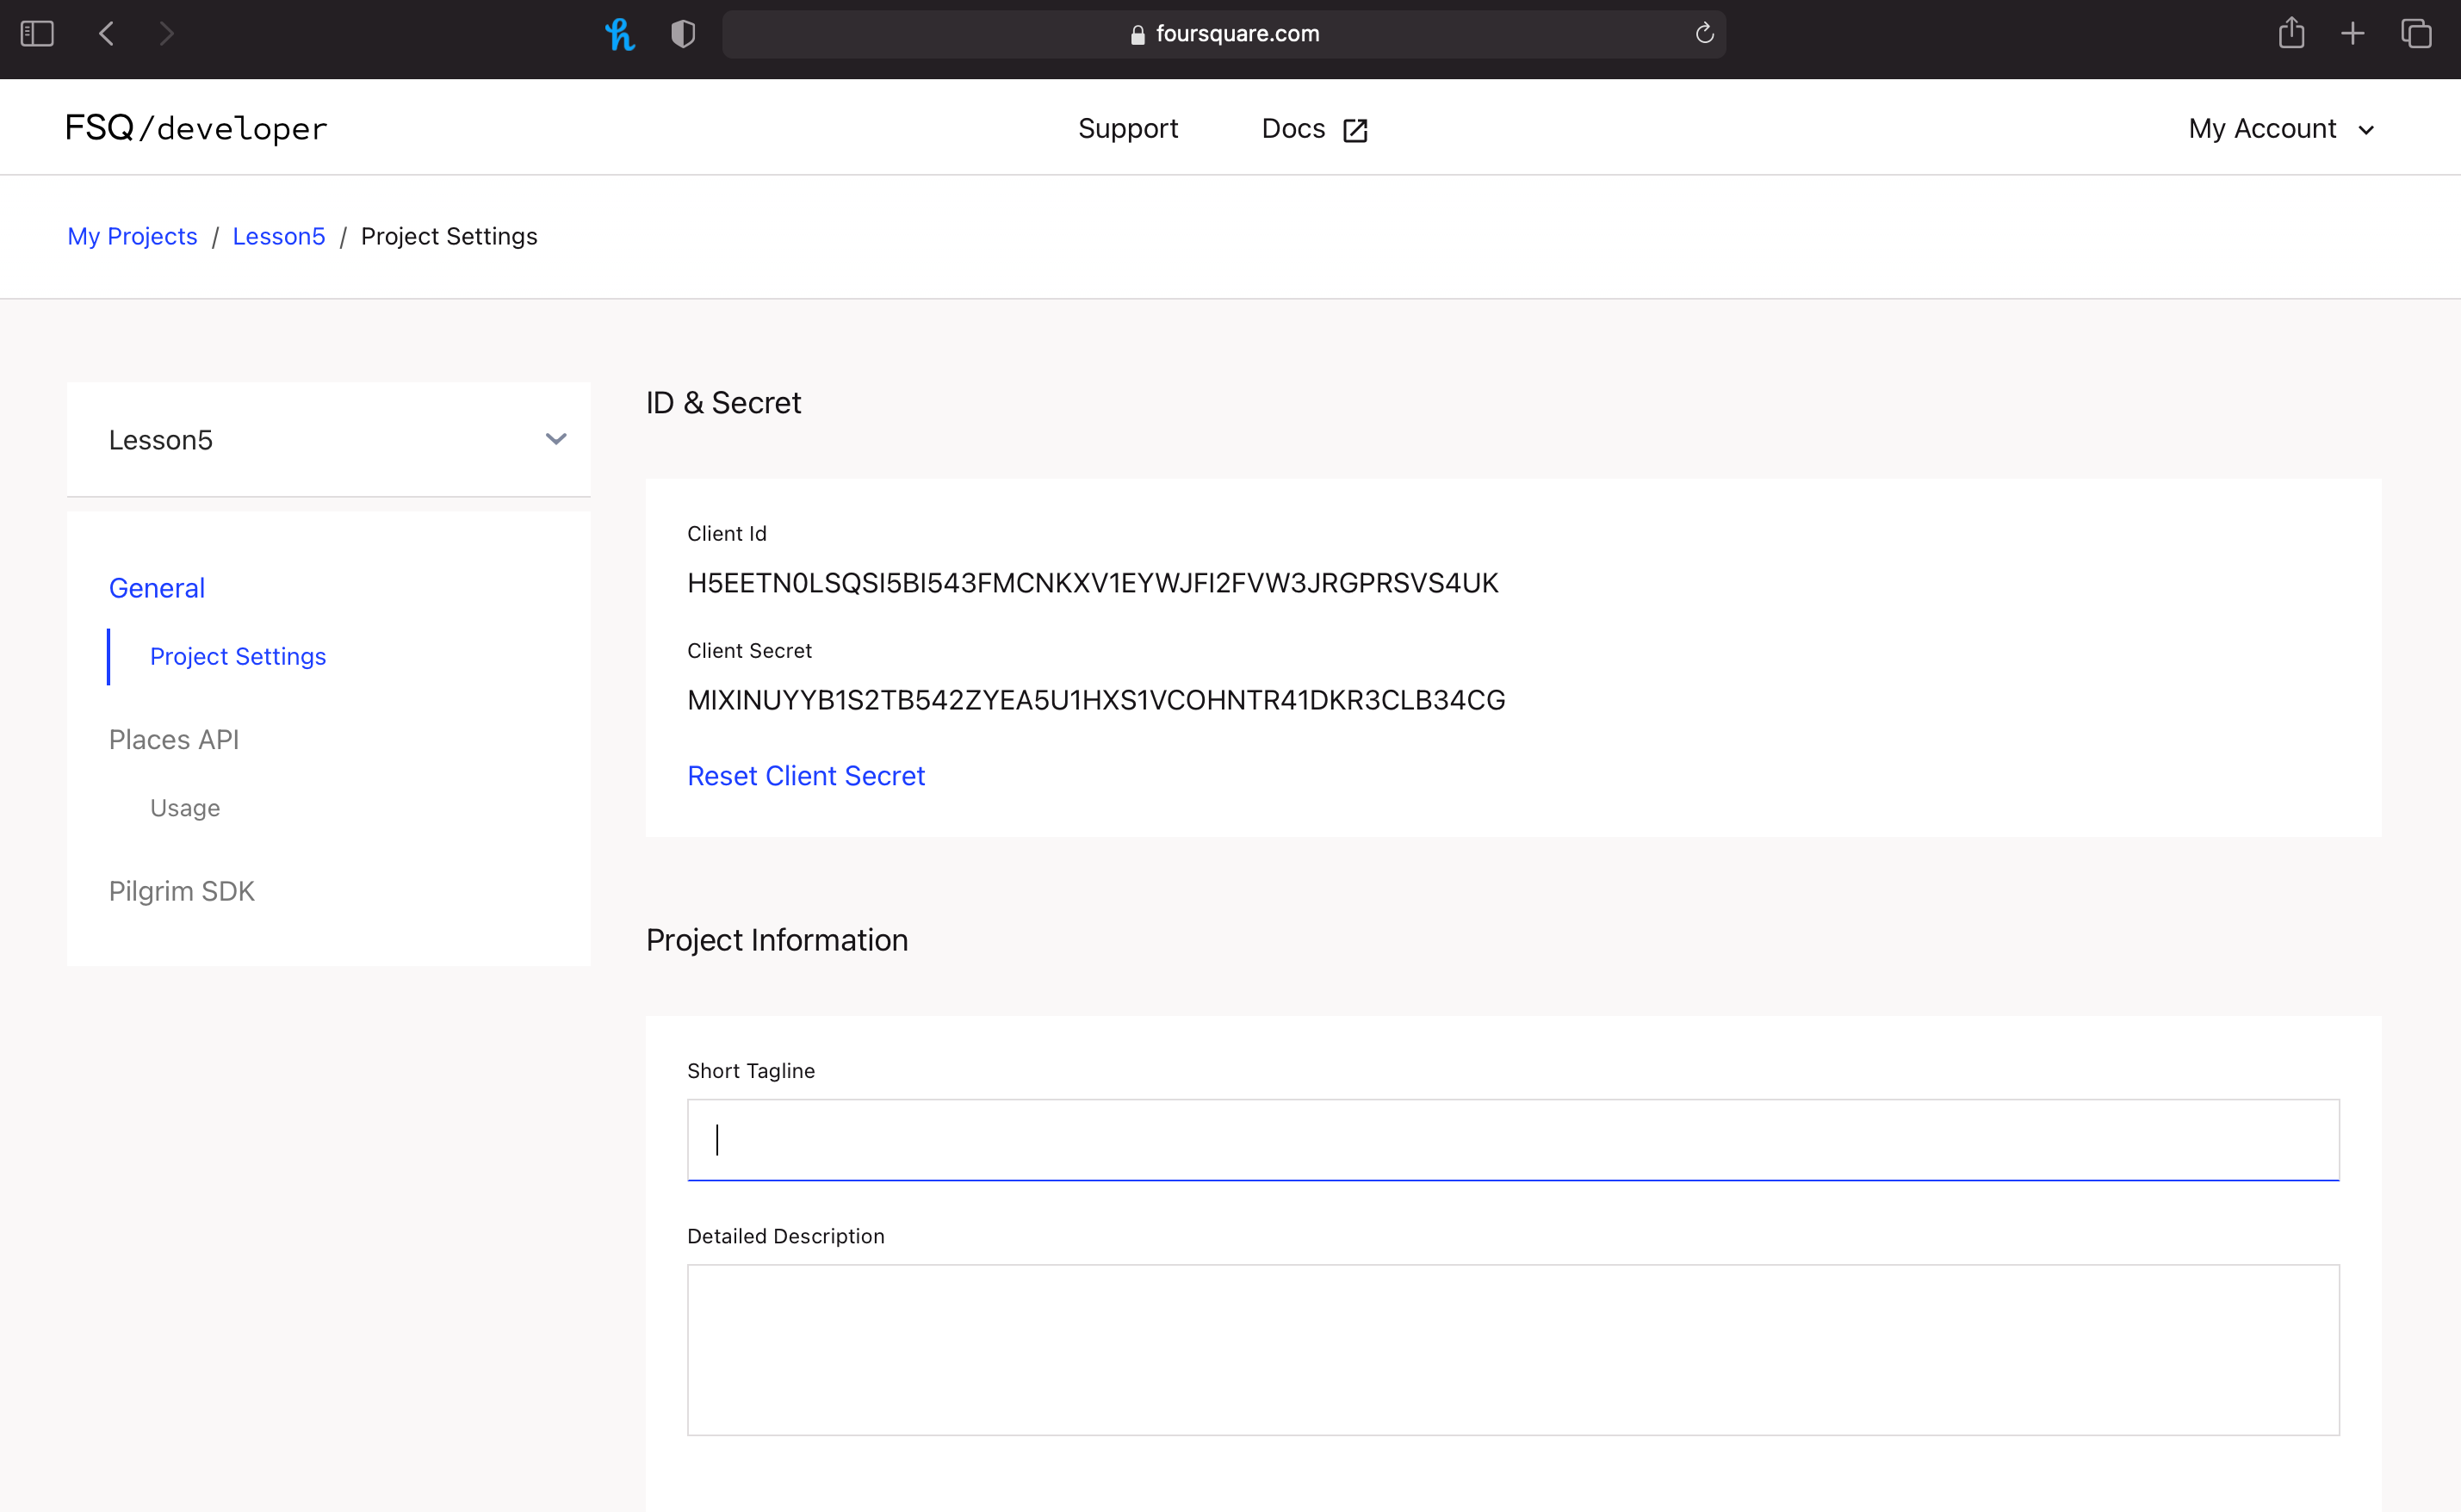 foursquare.com
FSQ/developer
Support
Docs
My Account
My Projects / Lesson5 / Project Settings
Lesson5
General
Project Settings
Places API
Usage
Pilgrim SDK
ID & Secret
Client Id
H5EETN0LSQSI5BI543FMCNKXV1EYWJFI2FVW3JRGPRSVS4UK
Client Secret
MIXINUYYB1S2TB542ZYEA5U1HXS1VCOHNTR41DKR3CLB34CG
Reset Client Secret
Project Information
Short Tagline
Detailed Description